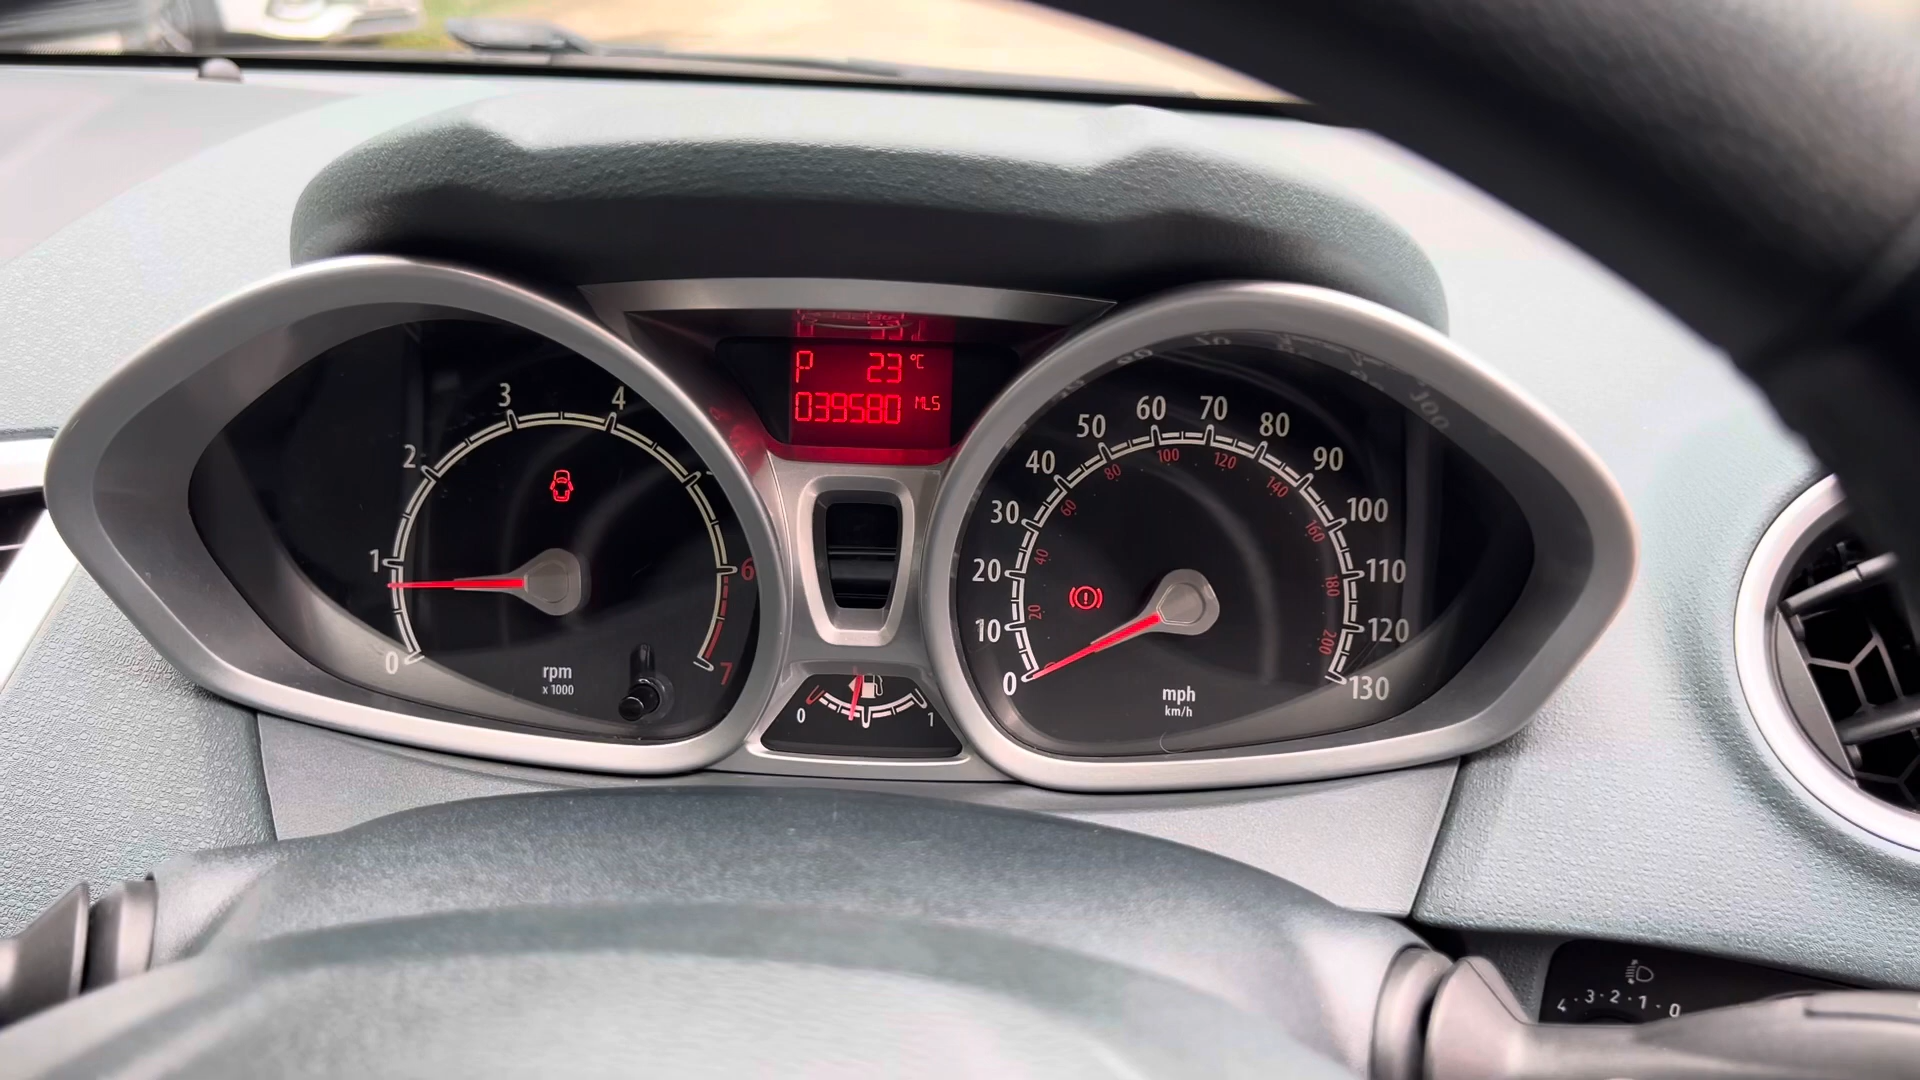 P 23 °C
039580 MLS
0 1 2 3 4 6 7
rpm
x 1000
0 1
0 10 20 30 40 50 60 70 80 90 100 110 120 130
20 40 60 80 100 120 140 160 180 200
mph
km/h
4 · 3 · 2 · 1 · 0